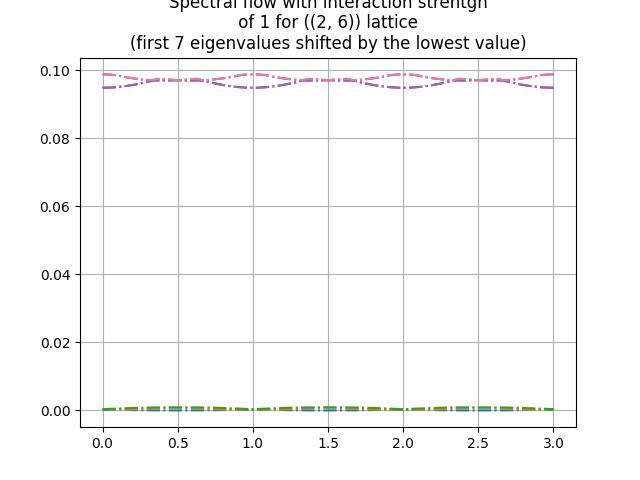 Spectral flow with interaction strentgh
of 1 for ((2, 6)) lattice
(first 7 eigenvalues shifted by the lowest value)
0.10
0.08
0.06
0.04
0.02
0.00
0.0 0.5 1.0 1.5 2.0 2.5 3.0